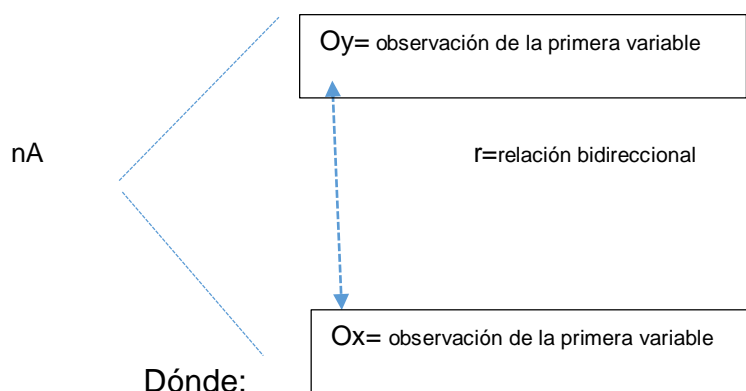 Oy= observación de la primera variable
nA
r=relación bidireccional
Ox= observación de la primera variable
Dónde: